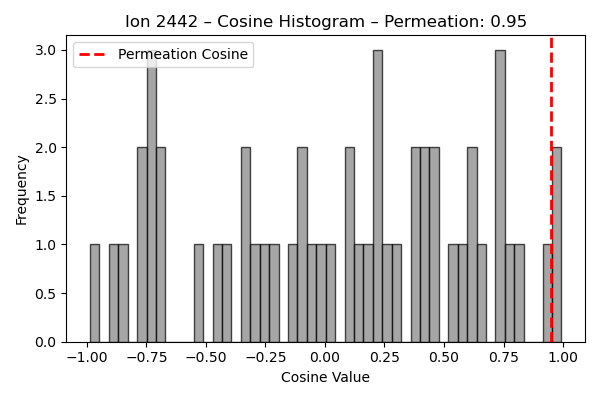 Ion 2442 – Cosine Histogram – Permeation: 0.95
Permeation Cosine
Frequency
3.0
2.5
2.0
1.5
1.0
0.5
0.0
−1.00 −0.75 −0.50 −0.25 0.00 0.25 0.50 0.75 1.00
Cosine Value